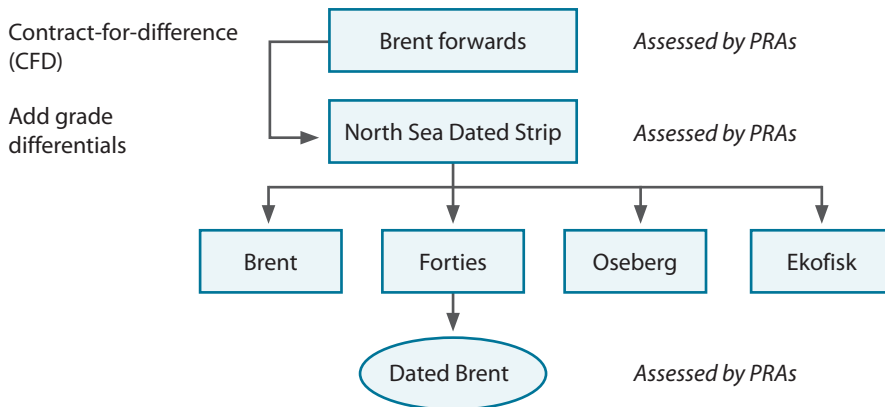 Contract-for-difference
(CFD)
Brent forwards
Assessed by PRAs
Add grade
differentials
North Sea Dated Strip
Assessed by PRAs
Brent
Forties
Oseberg
Ekofisk
Dated Brent
Assessed by PRAs